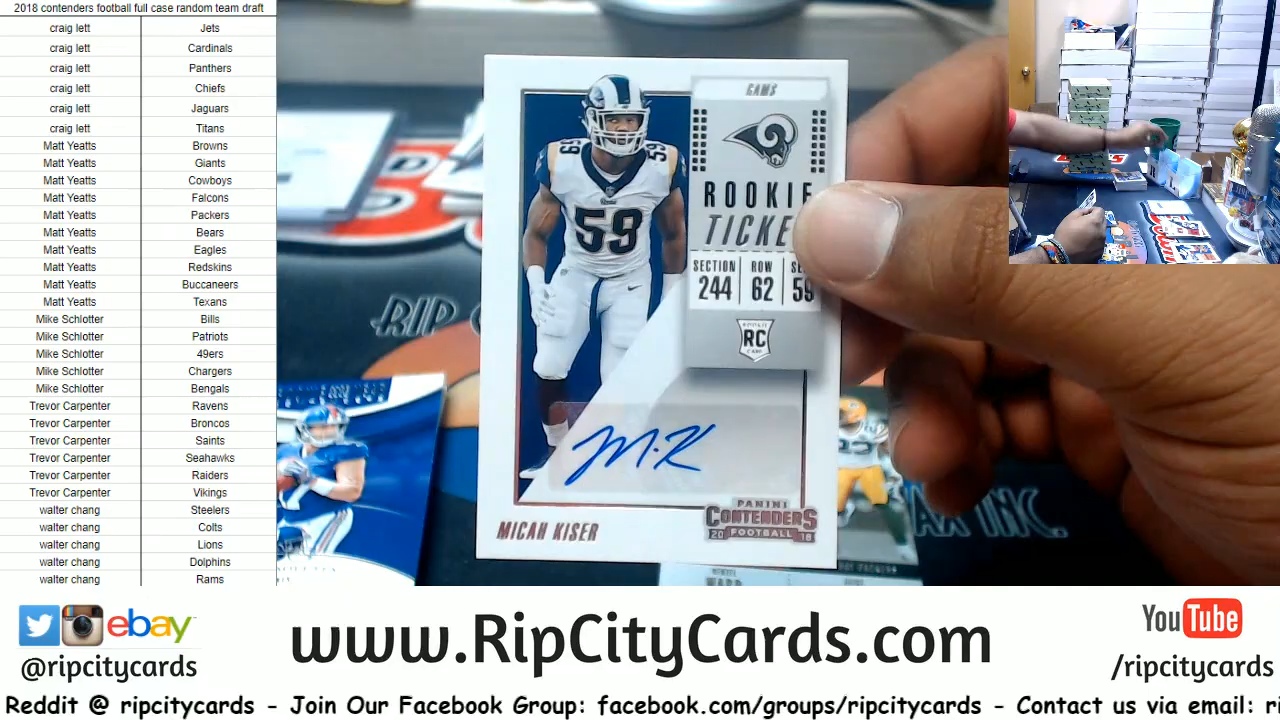 2018 contenders football full case random team draft
craig lett Jets
craig lett Cardinals
craig lett Panthers
craig lett Chiefs
craig lett Jaguars
craig lett Titans
Matt Yeatts Browns
Matt Yeatts Giants
Matt Yeatts Cowboys
Matt Yeatts Falcons
Matt Yeatts Packers
Matt Yeatts Bears
Matt Yeatts Eagles
Matt Yeatts Redskins
Matt Yeatts Buccaneers
Matt Yeatts Texans
Mike Schlotter Bills
Mike Schlotter Patriots
Mike Schlotter 49ers
Mike Schlotter Chargers
Mike Schlotter Bengals
Trevor Carpenter Ravens
Trevor Carpenter Broncos
Trevor Carpenter Saints
Trevor Carpenter Seahawks
Trevor Carpenter Raiders
Trevor Carpenter Vikings
walter chang Steelers
walter chang Colts
walter chang Lions
walter chang Dolphins
walter chang Rams
59 59
59
ROOKIE
TICKE
SECTION ROW SE
244 62 59
ROOKIE
RC
CARD
M.K
MICAH KISER
PANINI
CONTENDERS
20 FOOTBALL 18
RIP
INC.
ebay
@ripcitycards
www.RipCityCards.com
YouTube
/ripcitycards
Reddit @ ripcitycards - Join Our Facebook Group: facebook.com/groups/ripcitycards - Contact us via email: ri